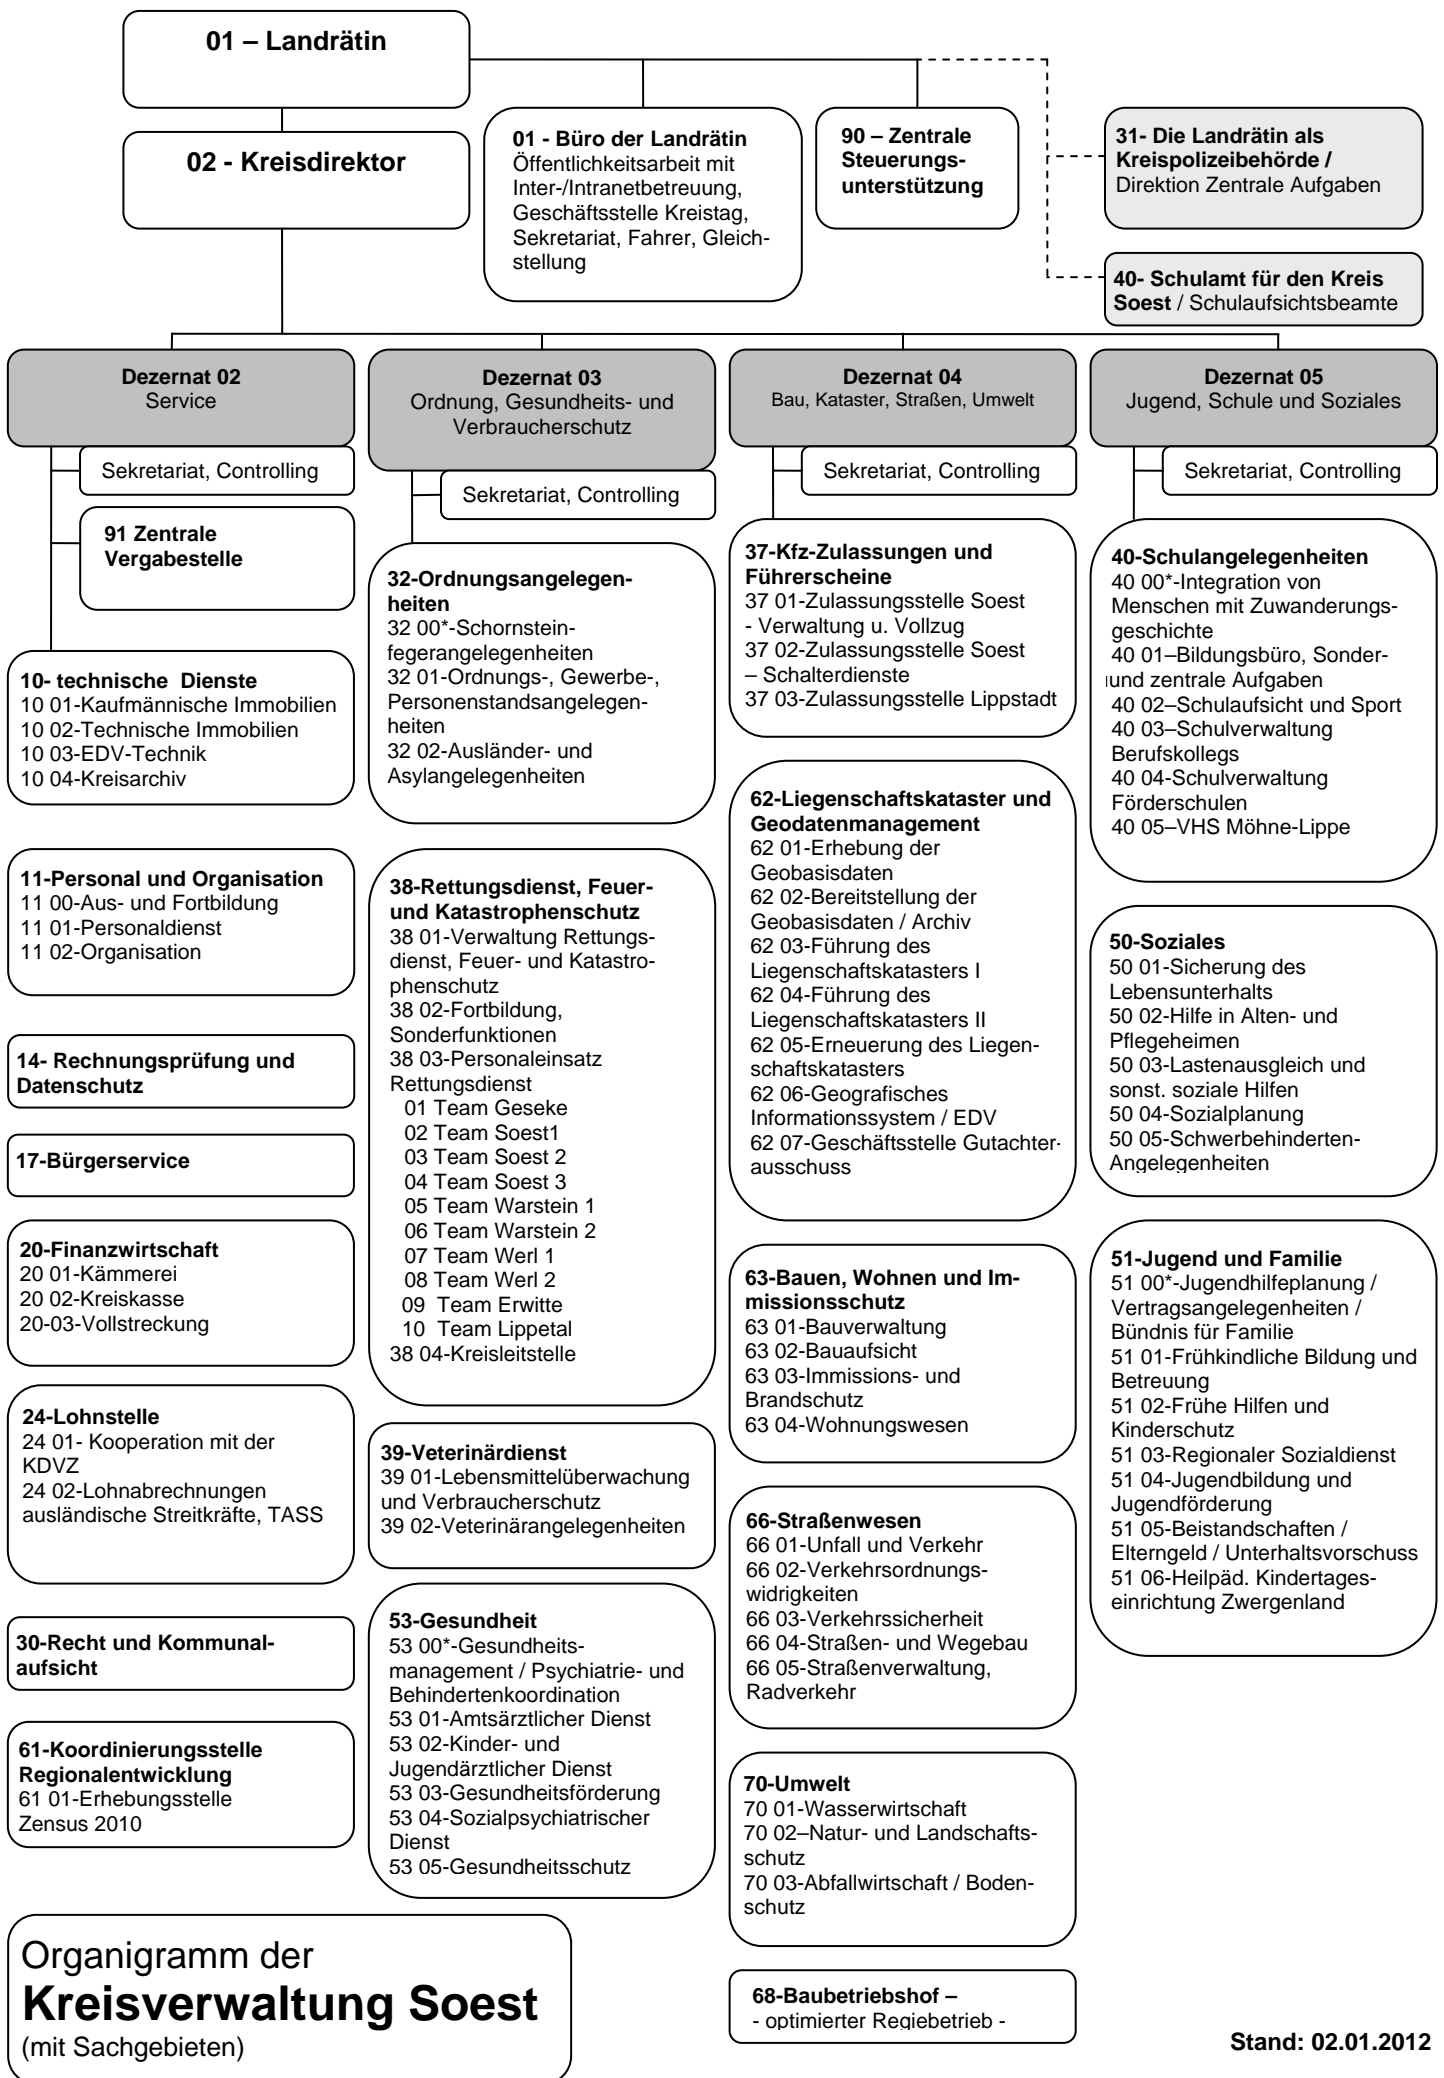 01 – Landrätin
02 - Kreisdirektor
01 - Büro der Landrätin
Öffentlichkeitsarbeit mit
Inter-/Intranetbetreuung,
Geschäftsstelle Kreistag,
Sekretariat, Fahrer, Gleich-
stellung
90 – Zentrale
Steuerungs-
unterstützung
31- Die Landrätin als
Kreispolizeibehörde /
Direktion Zentrale Aufgaben
40- Schulamt für den Kreis
Soest / Schulaufsichtsbeamte
Dezernat 02
Service
Sekretariat, Controlling
91 Zentrale
Vergabestelle
10- technische  Dienste
10 01-Kaufmännische Immobilien
10 02-Technische Immobilien
10 03-EDV-Technik
10 04-Kreisarchiv
11-Personal und Organisation
11 00-Aus- und Fortbildung
11 01-Personaldienst
11 02-Organisation
14- Rechnungsprüfung und
Datenschutz
17-Bürgerservice
20-Finanzwirtschaft
20 01-Kämmerei
20 02-Kreiskasse
20-03-Vollstreckung
24-Lohnstelle
24 01- Kooperation mit der
KDVZ
24 02-Lohnabrechnungen
ausländische Streitkräfte, TASS
30-Recht und Kommunal-
aufsicht
61-Koordinierungsstelle
Regionalentwicklung
61 01-Erhebungsstelle
Zensus 2010
Dezernat 03
Ordnung, Gesundheits- und
Verbraucherschutz
Sekretariat, Controlling
32-Ordnungsangelegen-
heiten
32 00*-Schornstein-
fegerangelegenheiten
32 01-Ordnungs-, Gewerbe-,
Personenstandsangelegen-
heiten
32 02-Ausländer- und
Asylangelegenheiten
38-Rettungsdienst, Feuer-
und Katastrophenschutz
38 01-Verwaltung Rettungs-
dienst, Feuer- und Katastro-
phenschutz
38 02-Fortbildung,
Sonderfunktionen
38 03-Personaleinsatz
Rettungsdienst
01 Team Geseke
02 Team Soest1
03 Team Soest 2
04 Team Soest 3
05 Team Warstein 1
06 Team Warstein 2
07 Team Werl 1
08 Team Werl 2
09  Team Erwitte
10  Team Lippetal
38 04-Kreisleitstelle
39-Veterinärdienst
39 01-Lebensmittelüberwachung
und Verbraucherschutz
39 02-Veterinärangelegenheiten
53-Gesundheit
53 00*-Gesundheits-
management / Psychiatrie- und
Behindertenkoordination
53 01-Amtsärztlicher Dienst
53 02-Kinder- und
Jugendärztlicher Dienst
53 03-Gesundheitsförderung
53 04-Sozialpsychiatrischer
Dienst
53 05-Gesundheitsschutz
Dezernat 04
Bau, Kataster, Straßen, Umwelt
Sekretariat, Controlling
37-Kfz-Zulassungen und
Führerscheine
37 01-Zulassungsstelle Soest
- Verwaltung u. Vollzug
37 02-Zulassungsstelle Soest
– Schalterdienste
37 03-Zulassungsstelle Lippstadt
62-Liegenschaftskataster und
Geodatenmanagement
62 01-Erhebung der
Geobasisdaten
62 02-Bereitstellung der
Geobasisdaten / Archiv
62 03-Führung des
Liegenschaftskatasters I
62 04-Führung des
Liegenschaftskatasters II
62 05-Erneuerung des Liegen-
schaftskatasters
62 06-Geografisches
Informationssystem / EDV
62 07-Geschäftsstelle Gutachter-
ausschuss
63-Bauen, Wohnen und Im-
missionsschutz
63 01-Bauverwaltung
63 02-Bauaufsicht
63 03-Immissions- und
Brandschutz
63 04-Wohnungswesen
66-Straßenwesen
66 01-Unfall und Verkehr
66 02-Verkehrsordnungs-
widrigkeiten
66 03-Verkehrssicherheit
66 04-Straßen- und Wegebau
66 05-Straßenverwaltung,
Radverkehr
70-Umwelt
70 01-Wasserwirtschaft
70 02–Natur- und Landschafts-
schutz
70 03-Abfallwirtschaft / Boden-
schutz
68-Baubetriebshof –
- optimierter Regiebetrieb -
Dezernat 05
Jugend, Schule und Soziales
Sekretariat, Controlling
40-Schulangelegenheiten
40 00*-Integration von
Menschen mit Zuwanderungs-
geschichte
40 01–Bildungsbüro, Sonder-
und zentrale Aufgaben
40 02–Schulaufsicht und Sport
40 03–Schulverwaltung
Berufskollegs
40 04-Schulverwaltung
Förderschulen
40 05–VHS Möhne-Lippe
50-Soziales
50 01-Sicherung des
Lebensunterhalts
50 02-Hilfe in Alten- und
Pflegeheimen
50 03-Lastenausgleich und
sonst. soziale Hilfen
50 04-Sozialplanung
50 05-Schwerbehinderten-
Angelegenheiten
51-Jugend und Familie
51 00*-Jugendhilfeplanung /
Vertragsangelegenheiten /
Bündnis für Familie
51 01-Frühkindliche Bildung und
Betreuung
51 02-Frühe Hilfen und
Kinderschutz
51 03-Regionaler Sozialdienst
51 04-Jugendbildung und
Jugendförderung
51 05-Beistandschaften /
Elterngeld / Unterhaltsvorschuss
51 06-Heilpäd. Kindertages-
einrichtung Zwergenland
Organigramm der
Kreisverwaltung Soest
(mit Sachgebieten)
Stand: 02.01.2012